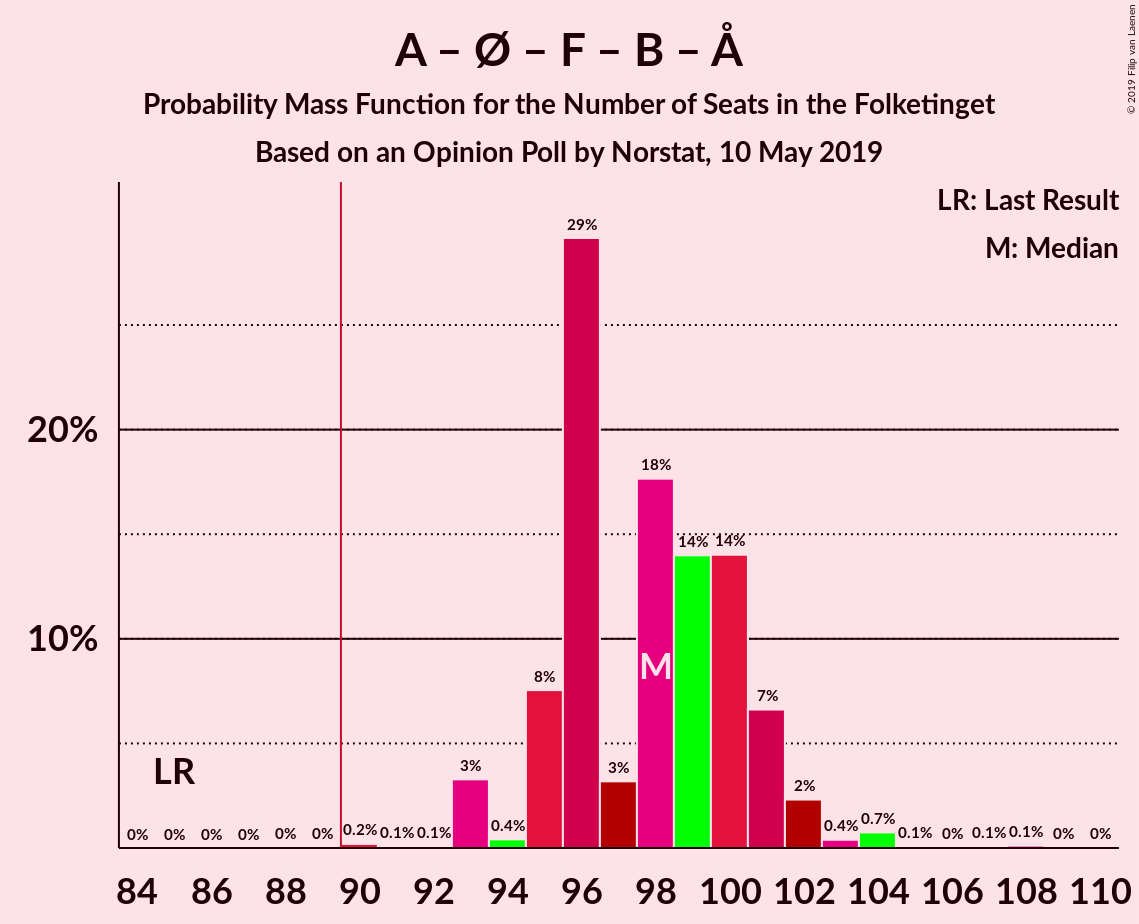 A – Ø – F – B – Å
Probability Mass Function for the Number of Seats in the Folketinget
Based on an Opinion Poll by Norstat, 10 May 2019
© 2019 Filip van Laenen
LR: Last Result
M: Median
20%
10%
LR
M
0% 0% 0% 0% 0% 0% 0.2% 0.1% 0.1% 3% 0.4% 8% 29% 3% 18% 14% 14% 7% 2% 0.4% 0.7% 0.1% 0% 0.1% 0.1% 0% 0%
84 86 88 90 92 94 96 98 100 102 104 106 108 110